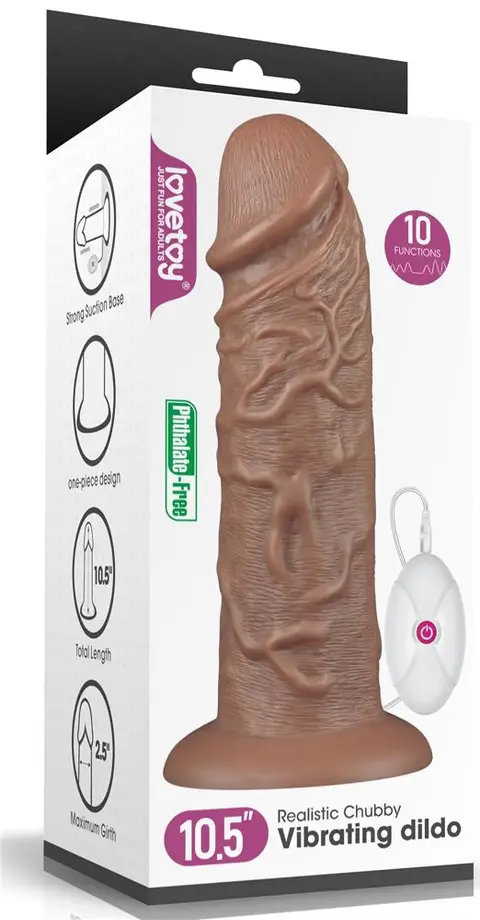 lovetoy®
JUST FUN FOR ADULTS
10
FUNCTIONS
Strong Suction Base
Phthalate-Free
one-piece design
10.5"
Total Length
2.5"
Maximum Girth
10.5"
Realistic Chubby
Vibrating dildo